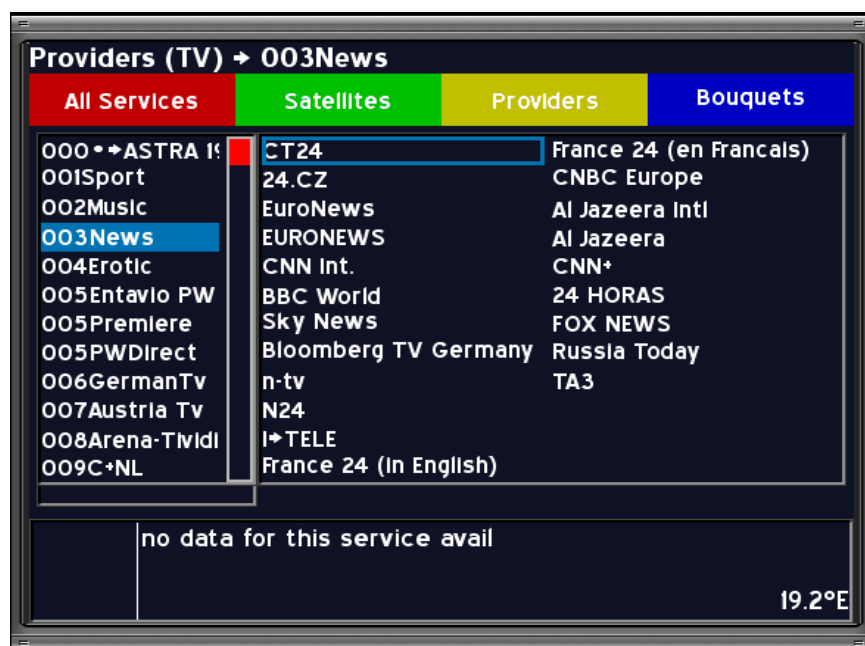 Providers (TV) → 003News
All Services
Satellites
Providers
Bouquets
000•→ASTRA 19
001Sport
002Music
003News
004Erotic
005Entavio PW
005Premiere
005PWDirect
006GermanTv
007Austria Tv
008Arena-Tividi
009C+NL
CT24
24.CZ
EuroNews
EURONEWS
CNN Int.
BBC World
Sky News
Bloomberg TV Germany
n-tv
N24
I→TELE
France 24 (in English)
France 24 (en Francais)
CNBC Europe
Al Jazeera Intl
Al Jazeera
CNN+
24 HORAS
FOX NEWS
Russia Today
TA3
no data for this service avail
19.2°E